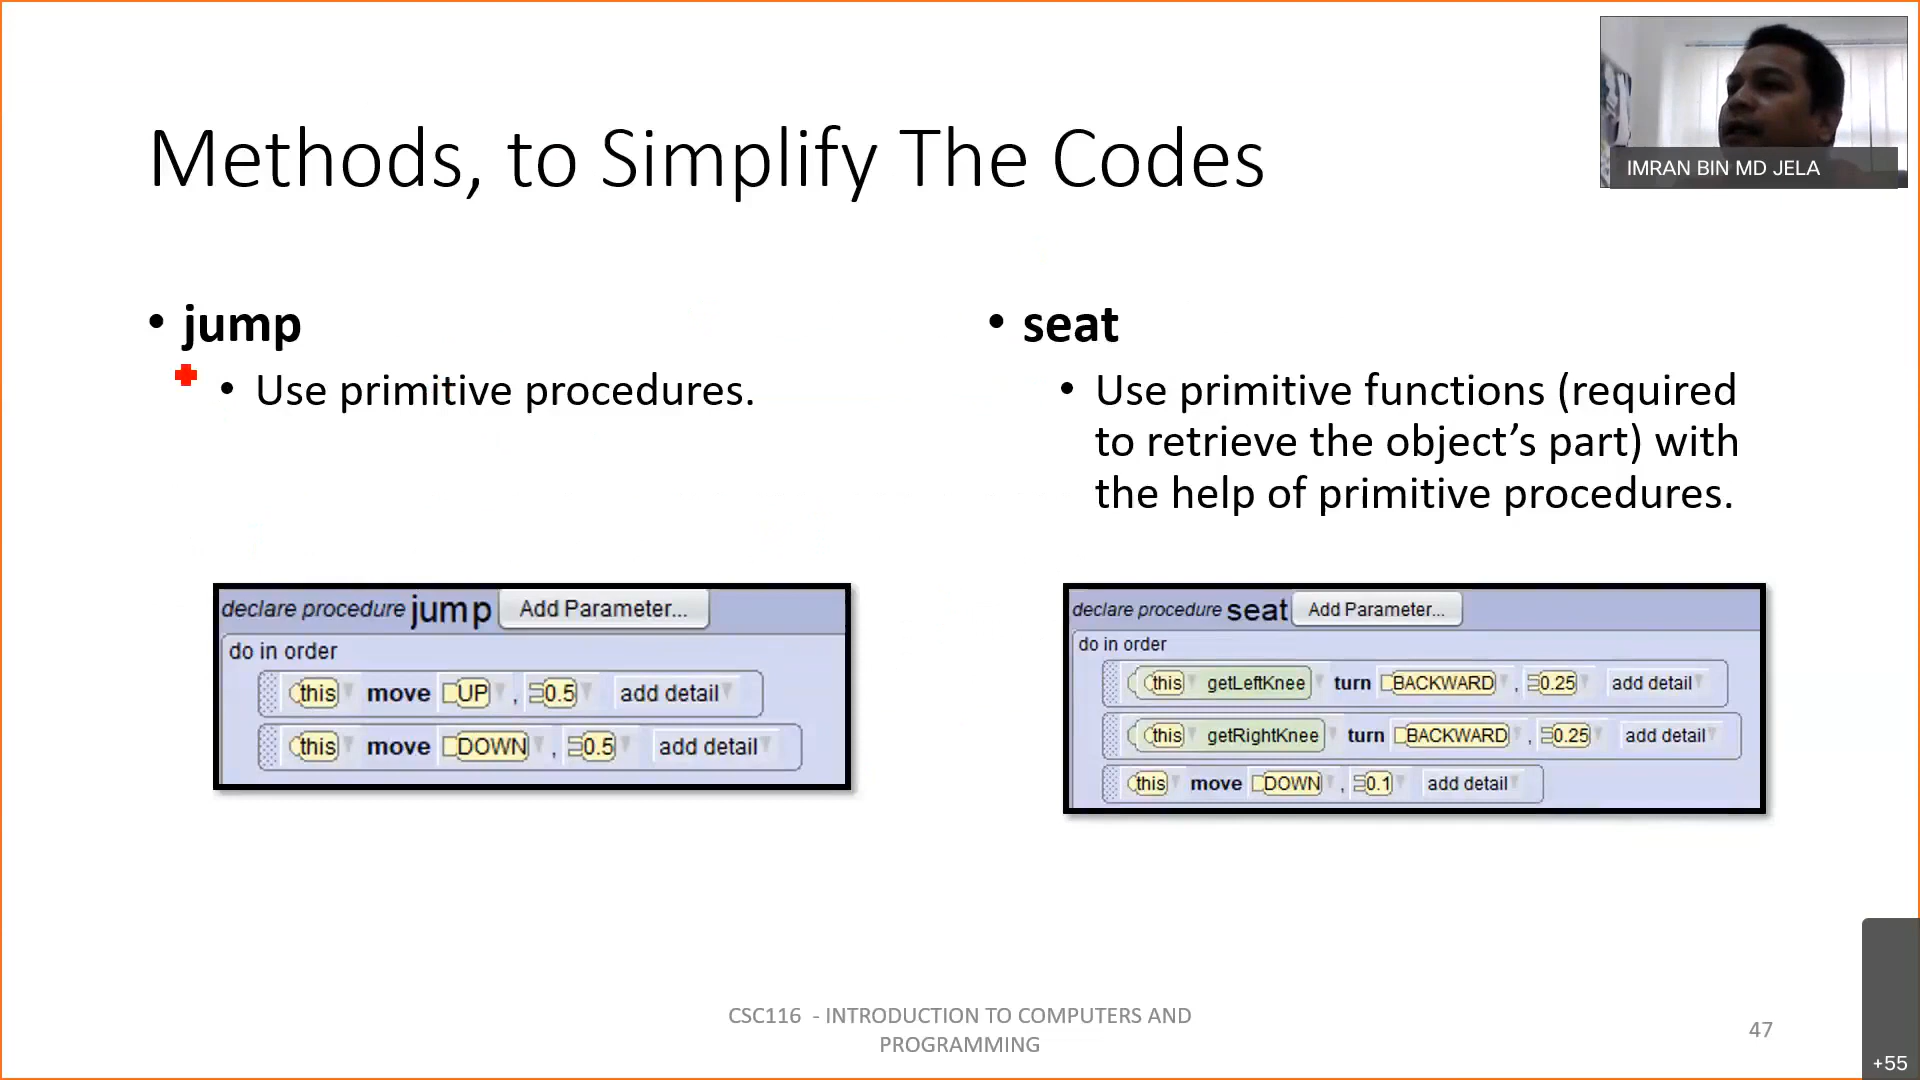 IMRAN BIN MD JELA
Methods, to Simplify The Codes
• jump
• Use primitive procedures.
declare procedure jump Add Parameter...
do in order
this move UP , 0.5 add detail
this move DOWN , 0.5 add detail
• seat
• Use primitive functions (required
to retrieve the object’s part) with
the help of primitive procedures.
declare procedure seat Add Parameter...
do in order
this getLeftKnee turn BACKWARD , 0.25 add detail
this getRightKnee turn BACKWARD , 0.25 add detail
this move DOWN , 0.1 add detail
CSC116 - INTRODUCTION TO COMPUTERS AND
PROGRAMMING
47
+55